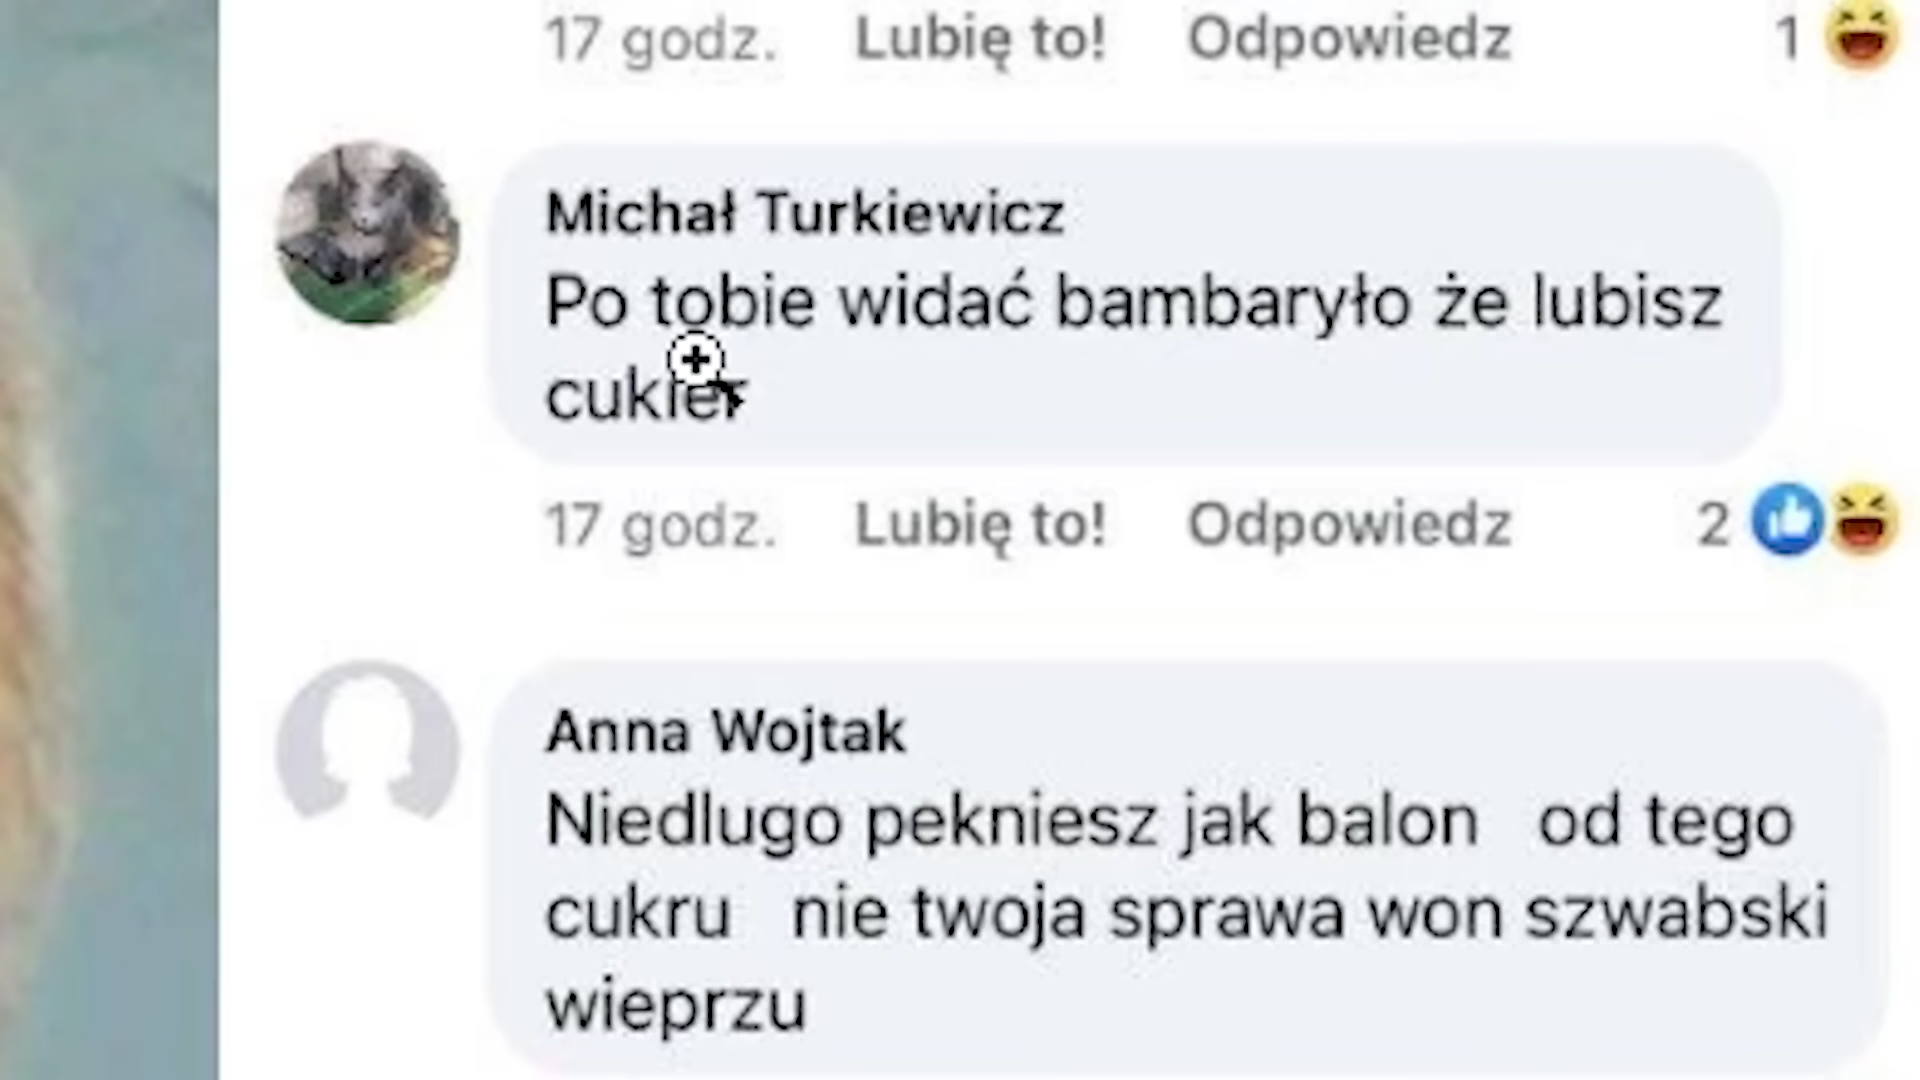 17 godz. Lubię to! Odpowiedz 1
Michał Turkiewicz
Po tobie widać bambaryło że lubisz
cukier
17 godz. Lubię to! Odpowiedz 2
Anna Wojtak
Niedlugo pekniesz jak balon od tego
cukru nie twoja sprawa won szwabski
wieprzu